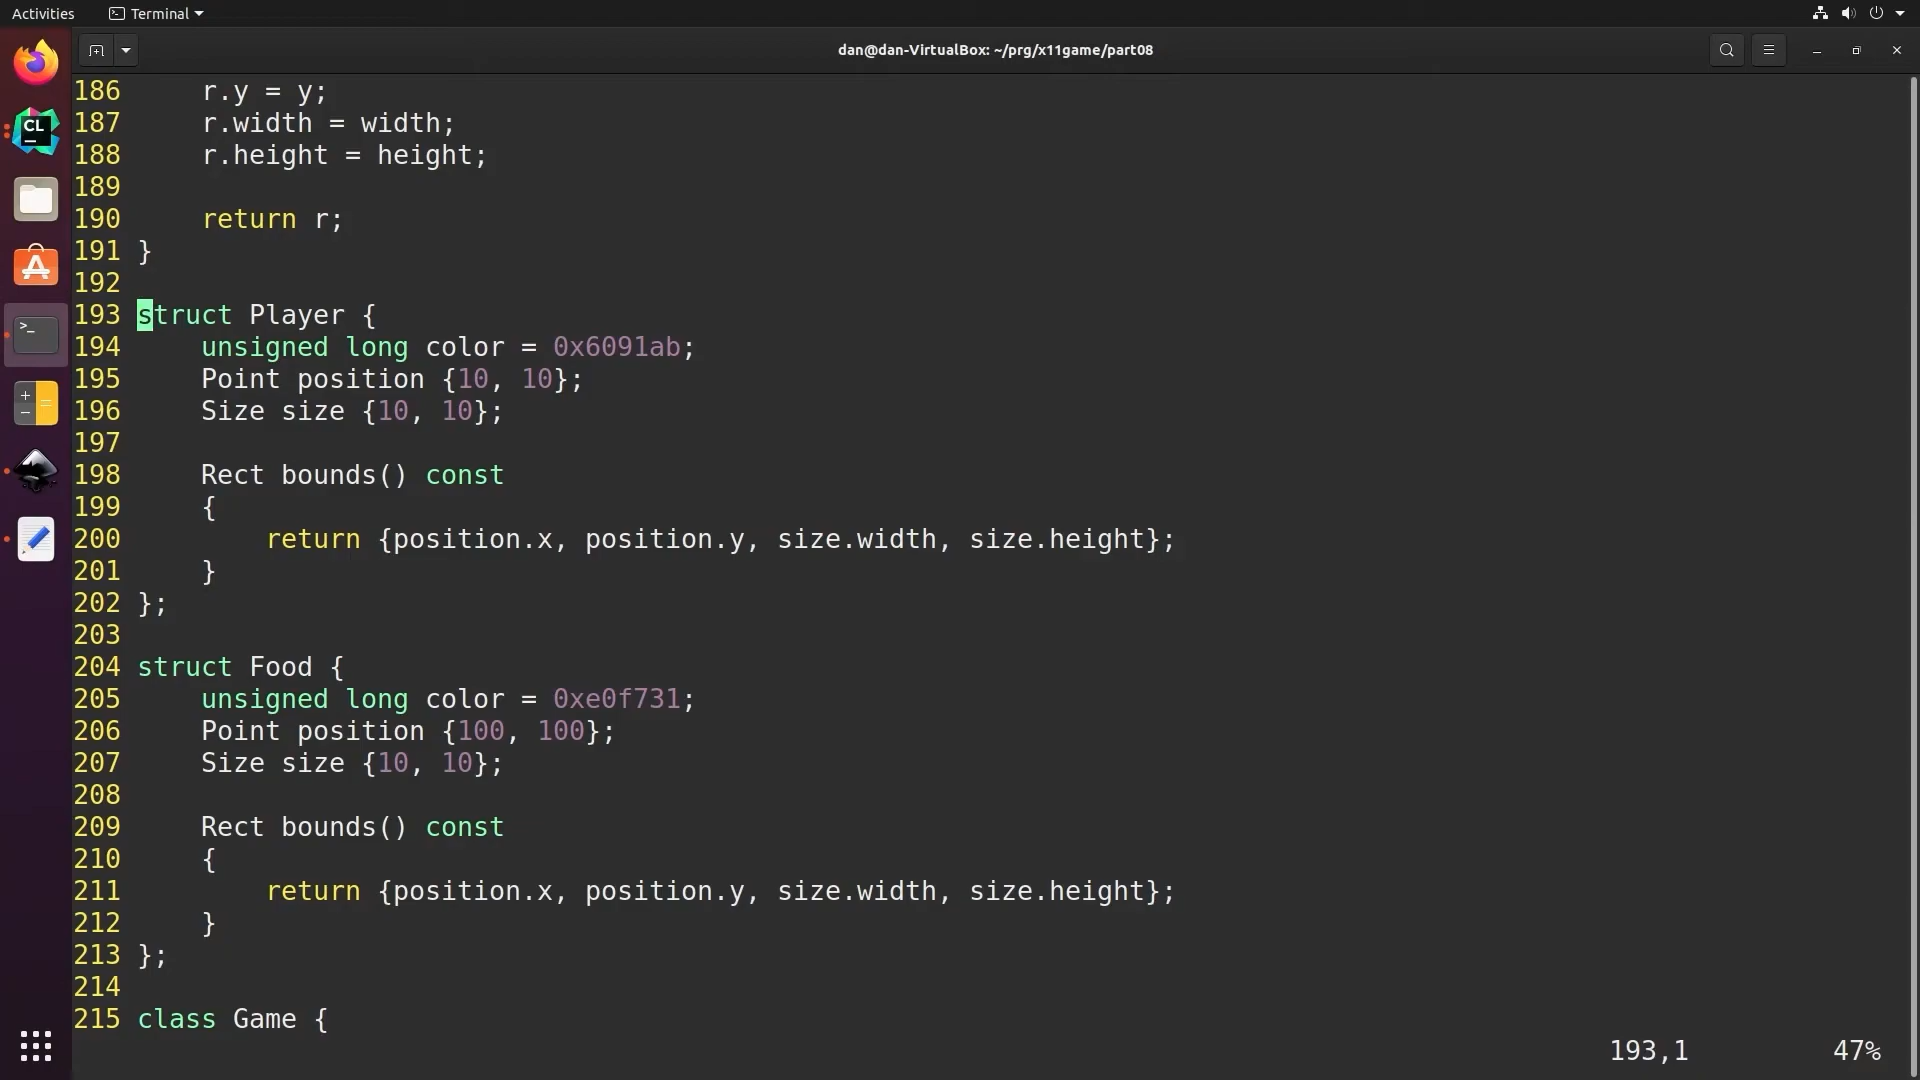 Activities
Terminal
dan@dan-VirtualBox: ~/prg/x11game/part08
CL
186     r.y = y;
187     r.width = width;
188     r.height = height;
189
190     return r;
191 }
192
193 struct Player {
194     unsigned long color = 0x6091ab;
195     Point position {10, 10};
196     Size size {10, 10};
197
198     Rect bounds() const
199     {
200         return {position.x, position.y, size.width, size.height};
201     }
202 };
203
204 struct Food {
205     unsigned long color = 0xe0f731;
206     Point position {100, 100};
207     Size size {10, 10};
208
209     Rect bounds() const
210     {
211         return {position.x, position.y, size.width, size.height};
212     }
213 };
214
215 class Game {
193,1 47%